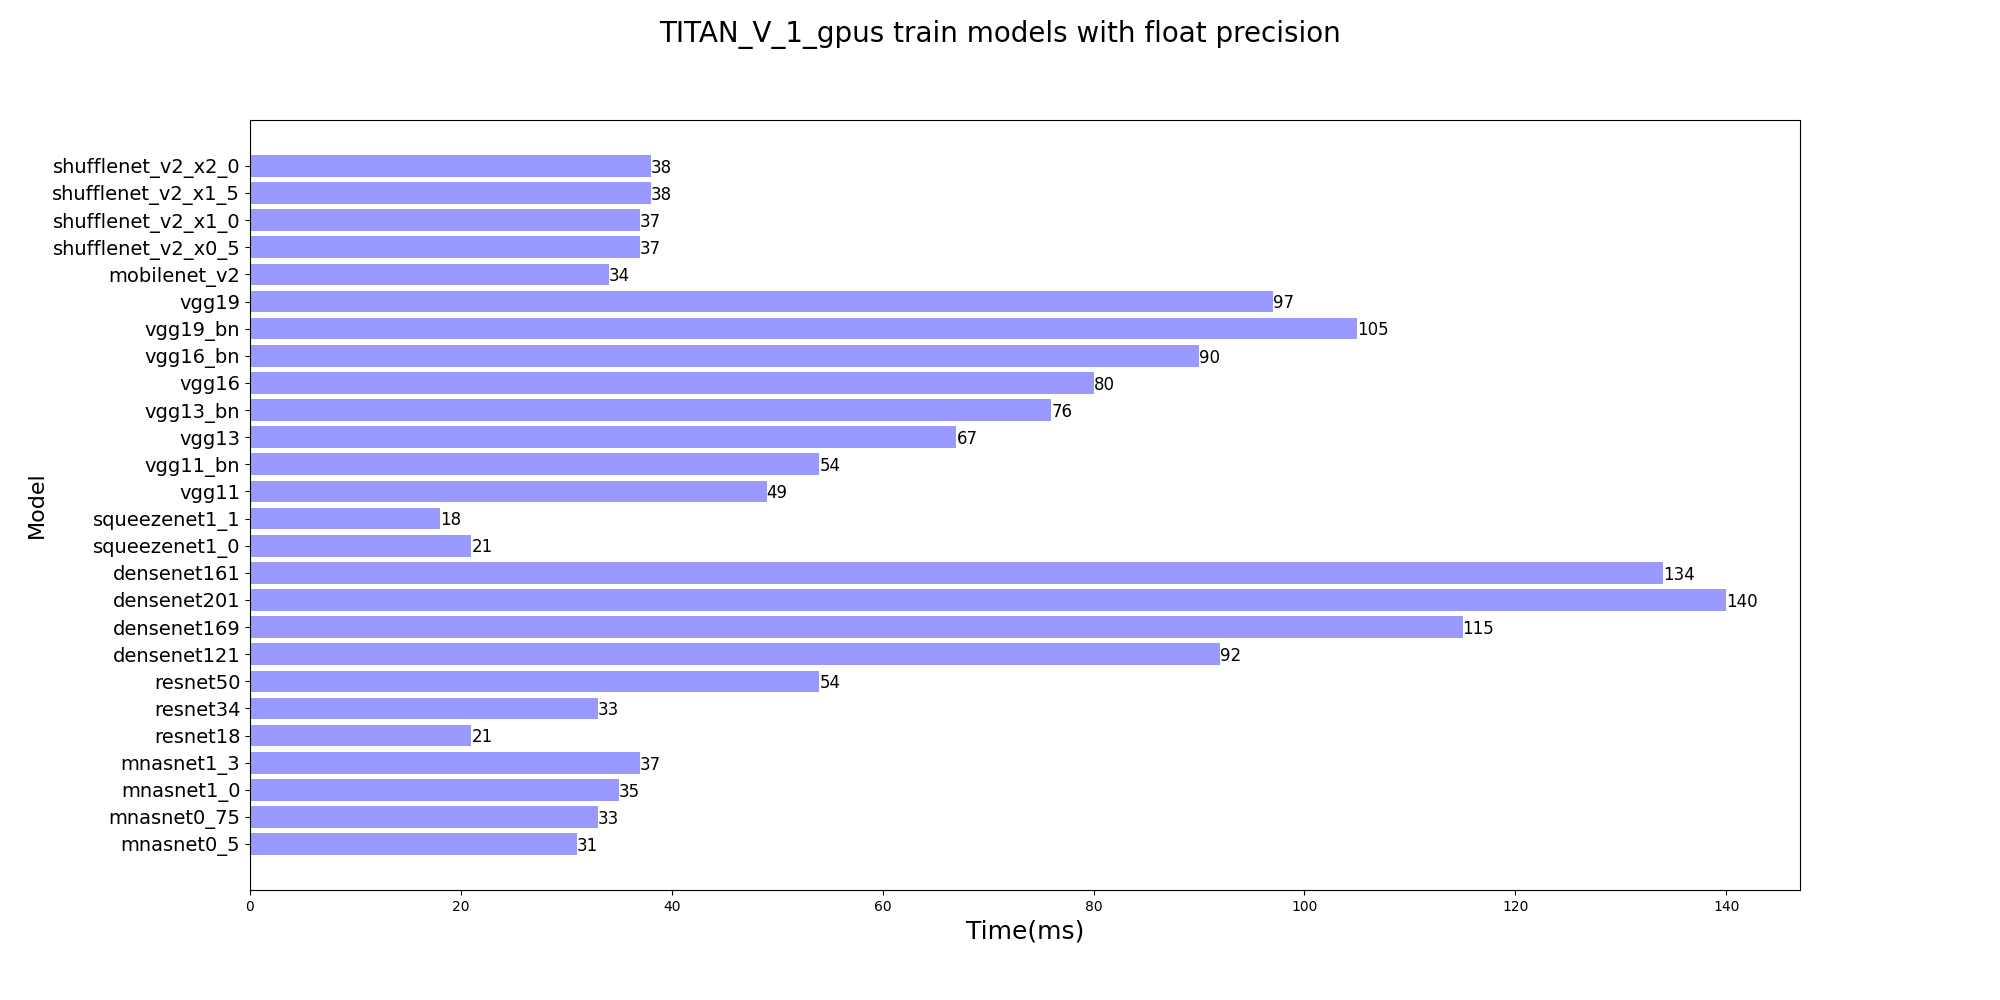 TITAN_V_1_gpus train models with float precision
Model
shufflenet_v2_x2_0 38
shufflenet_v2_x1_5 38
shufflenet_v2_x1_0 37
shufflenet_v2_x0_5 37
mobilenet_v2 34
vgg19 97
vgg19_bn 105
vgg16_bn 90
vgg16 80
vgg13_bn 76
vgg13 67
vgg11_bn 54
vgg11 49
squeezenet1_1 18
squeezenet1_0 21
densenet161 134
densenet201 140
densenet169 115
densenet121 92
resnet50 54
resnet34 33
resnet18 21
mnasnet1_3 37
mnasnet1_0 35
mnasnet0_75 33
mnasnet0_5 31
0 20 40 60 80 100 120 140
Time(ms)